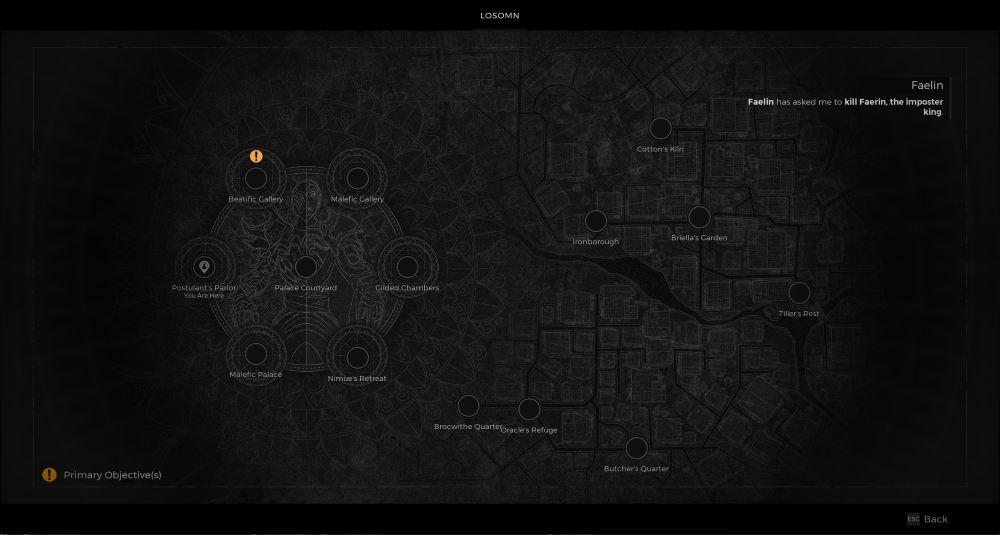 LOSOMN
Faelin
Faelin has asked me to kill Faerin, the imposter
king.
Cotton's Kiln
Beatific Gallery
Malefic Gallery
Ironborough
Briella's Garden
Postulant's Parlor
You Are Here
Palace Courtyard
Gilded Chambers
Tiller's Rest
Malefic Palace
Nimue's Retreat
Brocwithe Quarter
Oracle's Refuge
Butcher's Quarter
! Primary Objective(s)
ESC Back